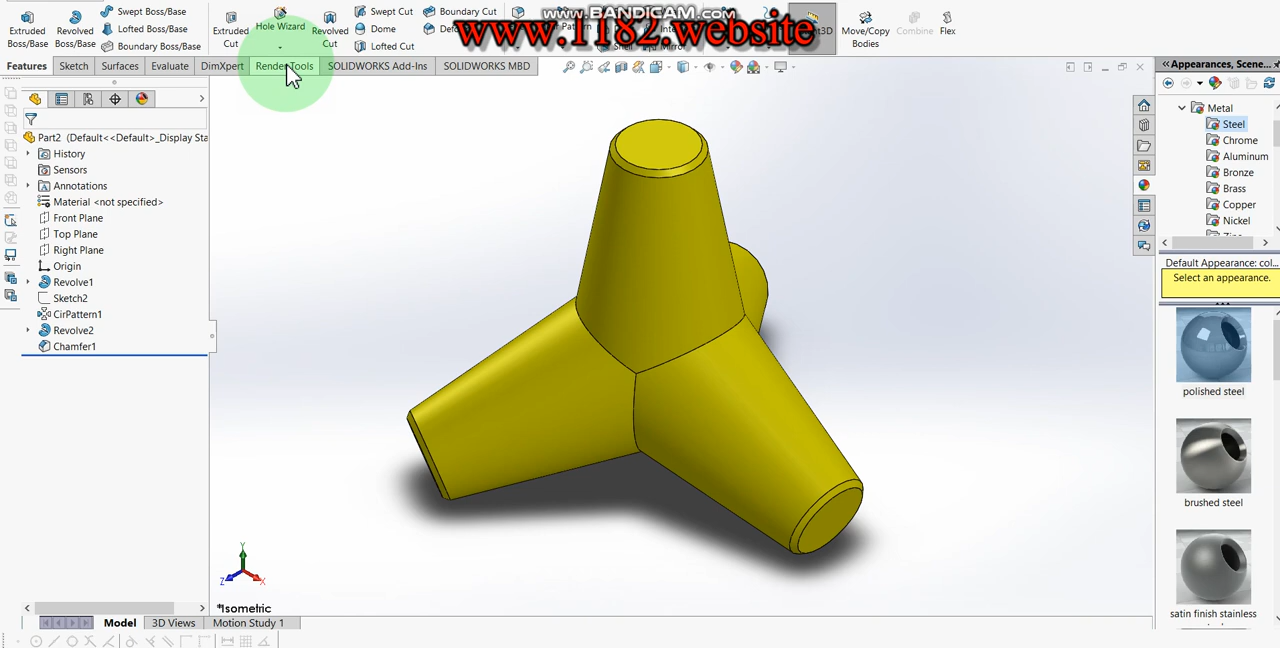 Extruded Boss/Base
Revolved Boss/Base
Swept Boss/Base
Lofted Boss/Base
Boundary Boss/Base
Extruded Cut
Hole Wizard
Revolved Cut
Swept Cut
Dome
Lofted Cut
Boundary Cut
www.BANDICAM.com
www.1182.website
Shell
Mirror
Move/Copy Bodies
Combine
Flex
Features
Sketch
Surfaces
Evaluate
DimXpert
Render Tools
SOLIDWORKS Add-Ins
SOLIDWORKS MBD
Part2 (Default<<Default>_Display Sta
History
Sensors
Annotations
Material <not specified>
Front Plane
Top Plane
Right Plane
Origin
Revolve1
Sketch2
CirPattern1
Revolve2
Chamfer1
Y
Z
X
*Isometric
Model
3D Views
Motion Study 1
Appearances, Scene...
Metal
Steel
Chrome
Aluminum
Bronze
Brass
Copper
Nickel
Default Appearance: col...
Select an appearance.
polished steel
brushed steel
satin finish stainless